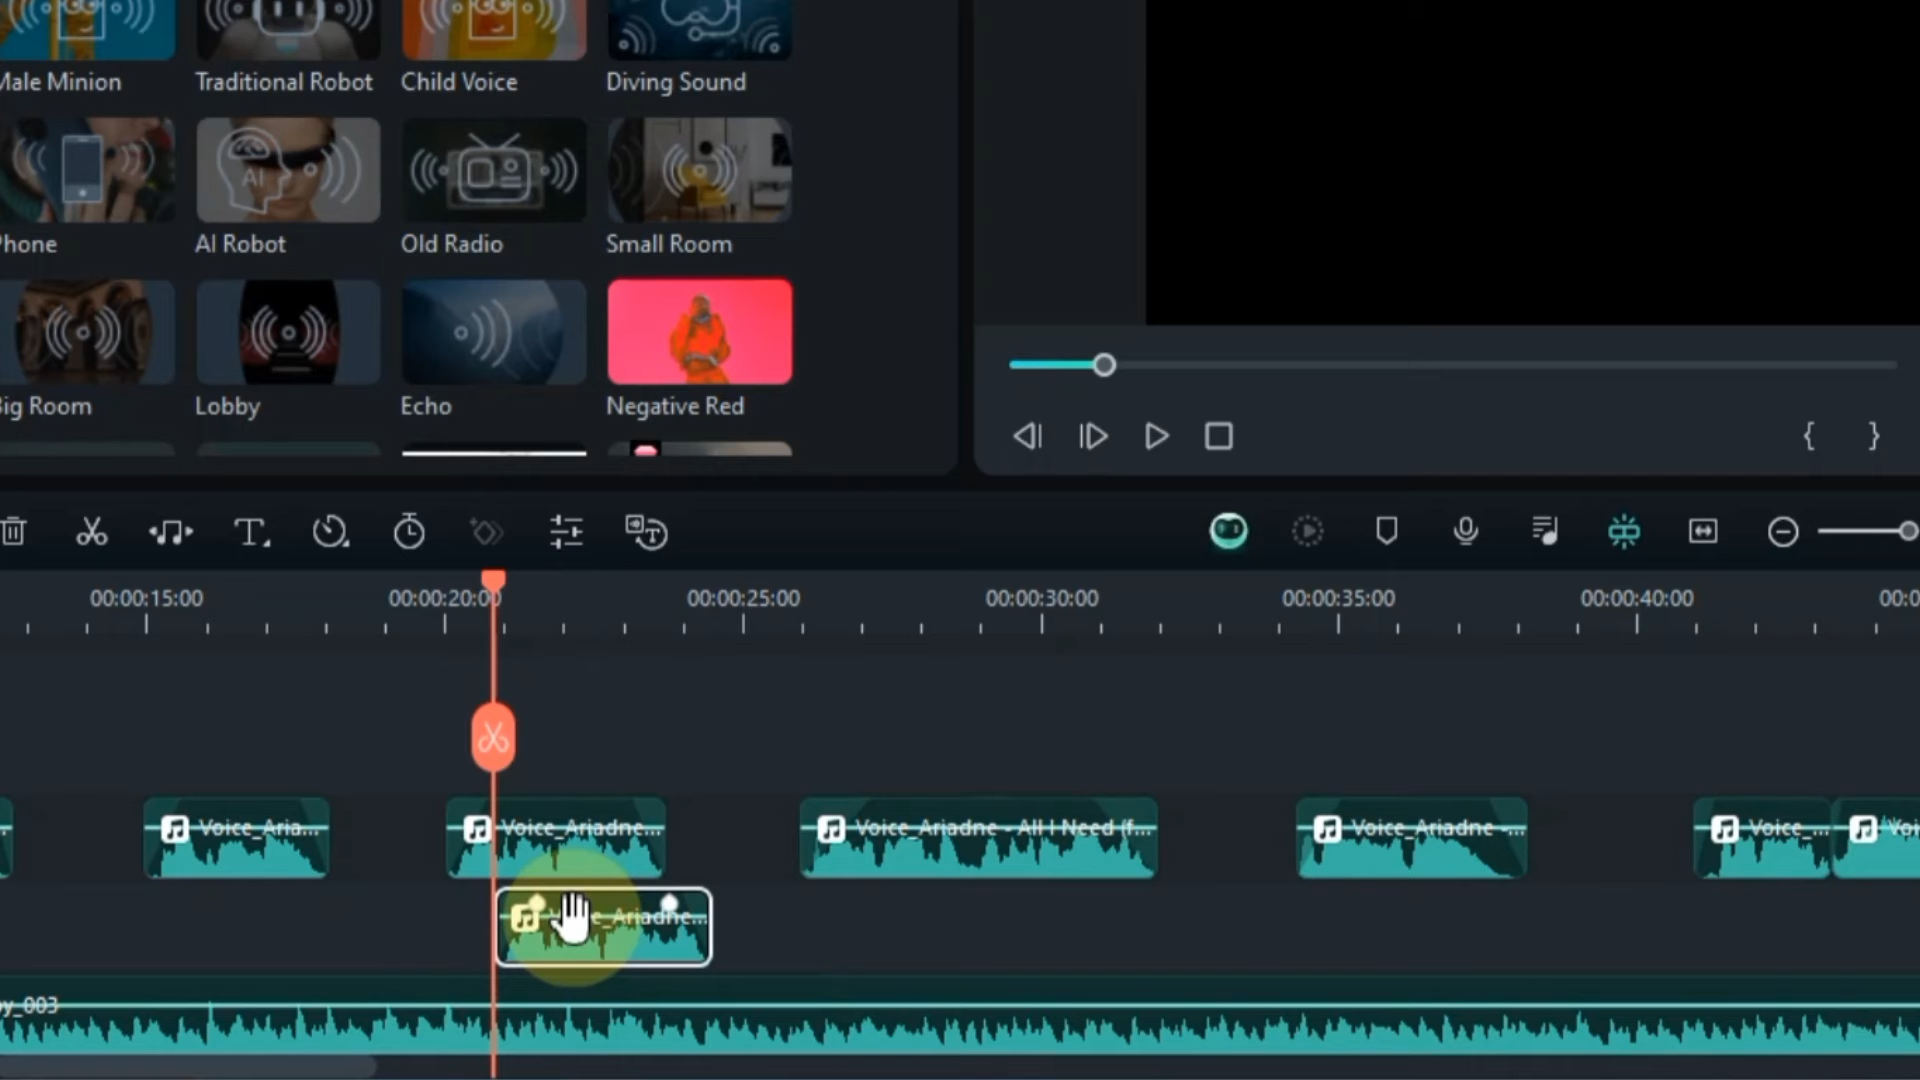 Male Minion
Traditional Robot
Child Voice
Diving Sound
AI
Phone
AI Robot
Old Radio
Small Room
Big Room
Lobby
Echo
Negative Red
{ }
00:00:15:00
00:00:20:00
00:00:25:00
00:00:30:00
00:00:35:00
00:00:40:00
00:0
Voice_Aria...
Voice_Ariadne...
Voice_Ariadne - All I Need (f...
Voice_Ariadne -...
Voice_...
Voi
Voice_Ariadne...
y_003